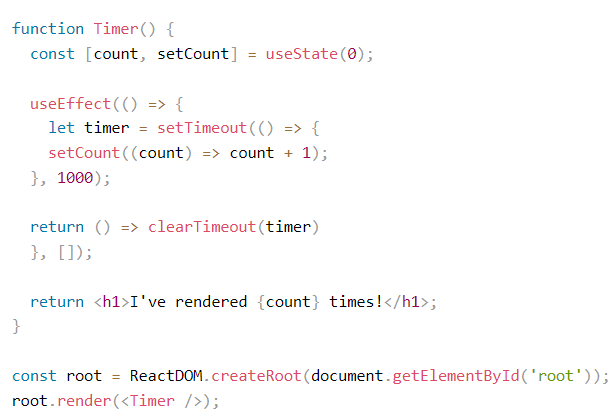 function Timer() {
  const [count, setCount] = useState(0);

  useEffect(() => {
    let timer = setTimeout(() => {
    setCount((count) => count + 1);
  }, 1000);

  return () => clearTimeout(timer)
  }, []);

  return <h1>I've rendered {count} times!</h1>;
}

const root = ReactDOM.createRoot(document.getElementById('root'));
root.render(<Timer />);